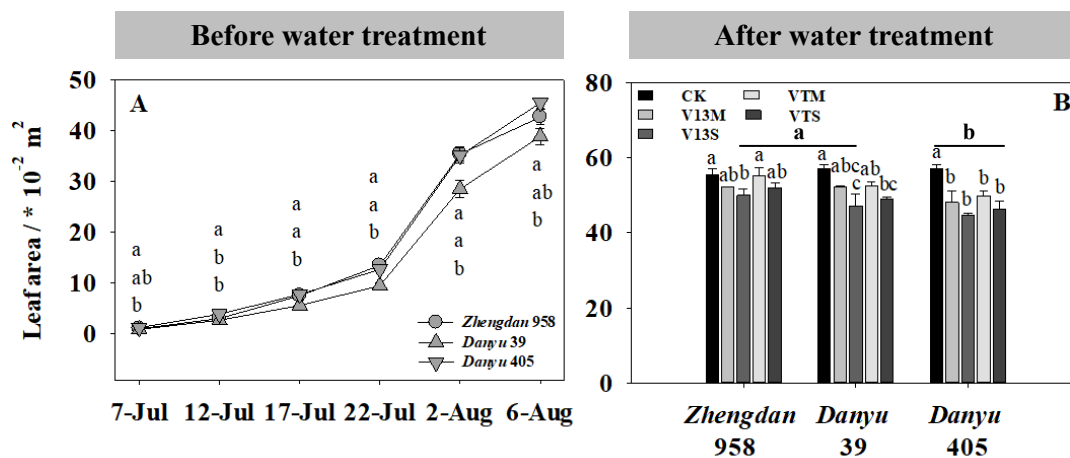 Before water treatment
After water treatment
Leaf area / * 10⁻² m²
A
50
40
30
20
10
0
a
ab
b
a
b
b
a
a
b
a
a
b
a
a
b
a
ab
b
Zhengdan 958
Danyu 39
Danyu 405
7-Jul 12-Jul 17-Jul 22-Jul 2-Aug 6-Aug
B
80
60
40
20
0
CK VTM
V13M VTS
V13S
a b
a ab b a ab a abc c ab bc a b b b b
Zhengdan Danyu Danyu
958 39 405